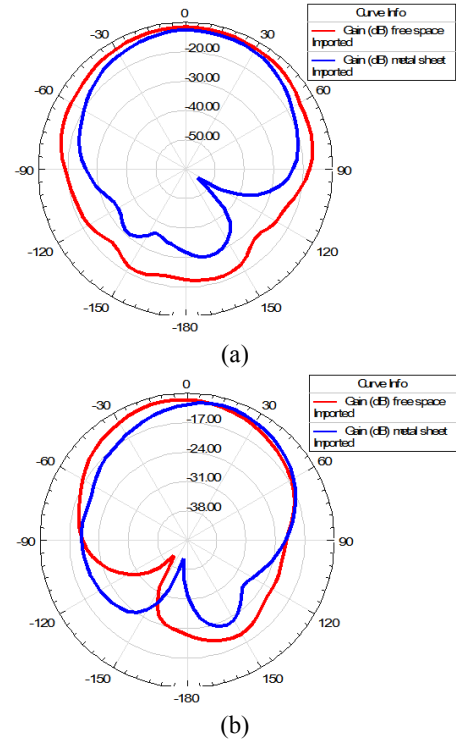 0
Curve Info
Gain (dB) free space
Imported
Gain (dB) metal sheet
Imported
-30
30
-20.00
-30.00
-60
60
-40.00
-50.00
-90
90
-120
120
-150
150
-180
(a)
0
Curve Info
Gain (dB) free space
Imported
Gain (dB) metal sheet
Imported
-30
30
-17.00
-24.00
-60
60
-31.00
-38.00
-90
90
-120
120
-150
150
-180
(b)